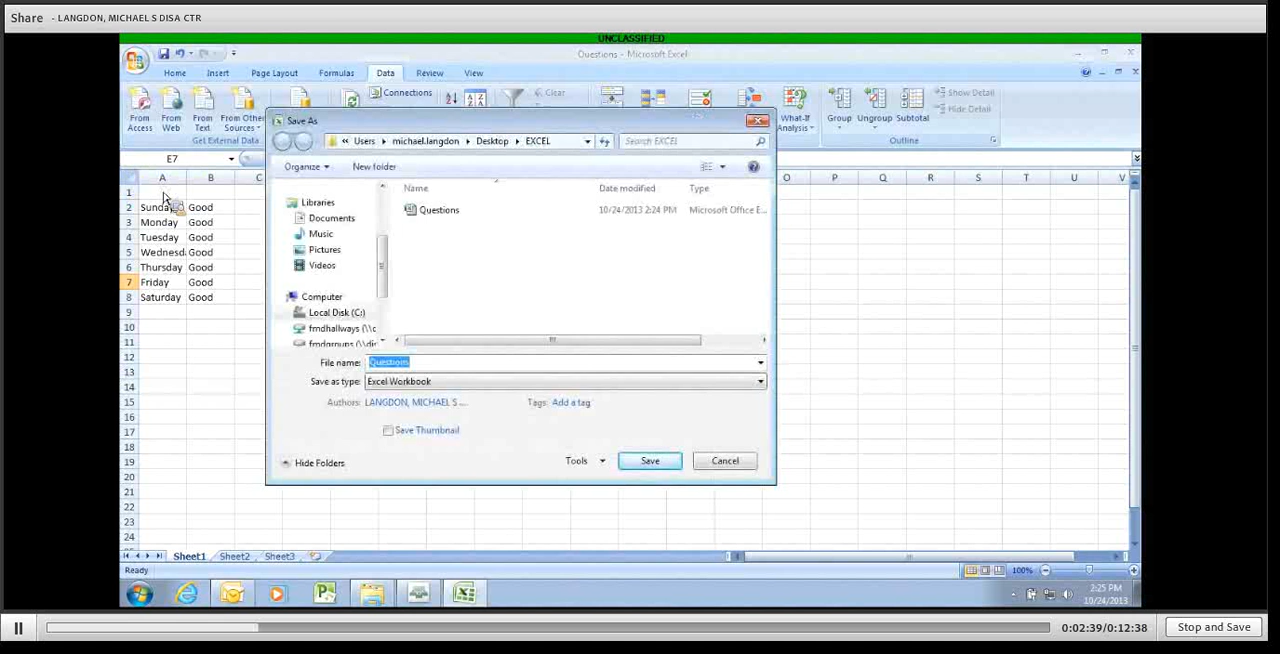 Share - LANGDON, MICHAEL S DISA CTR
UNCLASSIFIED
Questions - Microsoft Excel
Home Insert Page Layout Formulas Data Review View
Connections Clear Show Detail
Hide Detail
From Access From Web From Text From Other Sources What-If Analysis Group Ungroup Subtotal
Get External Data Outline
Save As
Users michael.langdon Desktop EXCEL Search EXCEL
E7
Organize New folder
A B C O P Q R S T U V
Name Date modified Type
1
2 Sunday Good
3 Monday Good
4 Tuesday Good
5 Wednesd Good
6 Thursday Good
7 Friday Good
8 Saturday Good
9
10
11
12
13
14
15
16
17
18
19
20
21
22
23
24
Libraries
Documents
Music
Pictures
Videos
Computer
Local Disk (C:)
fmdhallways (\\c
fmdgroups (\\dir
Questions 10/24/2013 2:24 PM Microsoft Office E...
File name: Questions
Save as type: Excel Workbook
Authors: LANGDON, MICHAEL S ... Tags: Add a tag
Save Thumbnail
Hide Folders Tools Save Cancel
Sheet1 Sheet2 Sheet3
Ready 100%
2:25 PM
10/24/2013
0:02:39/0:12:38 Stop and Save